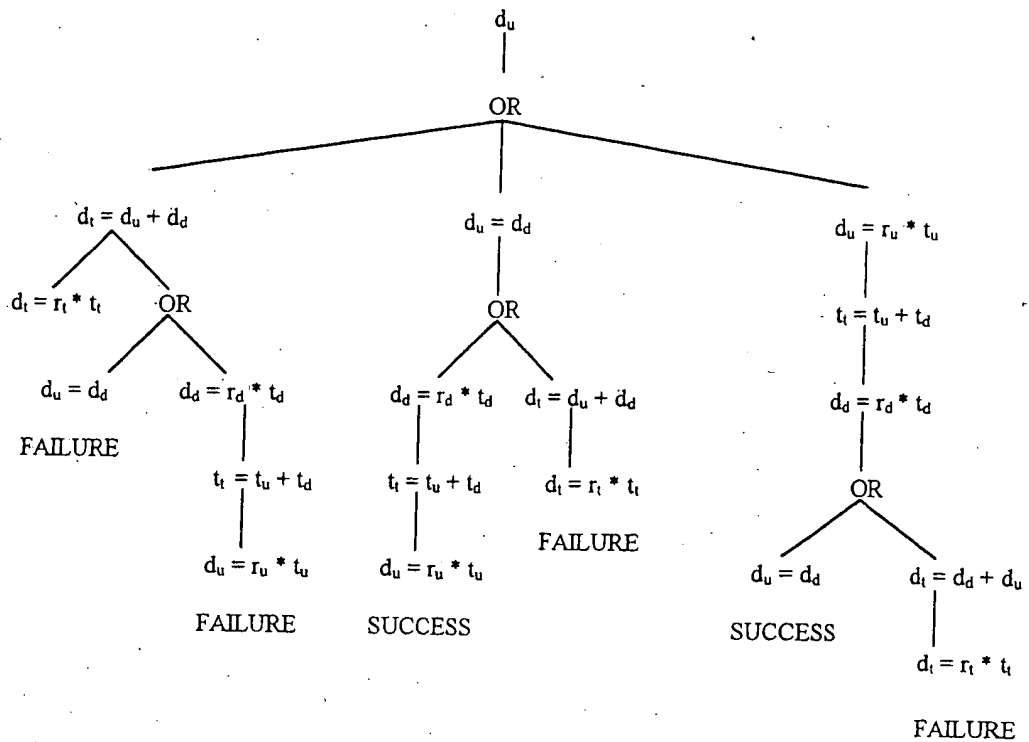 d_u
OR
d_t = d_u + d_d
d_u = d_d
d_u = r_u * t_u
d_t = r_t * t_t
OR
OR
t_t = t_u + t_d
d_u = d_d
d_d = r_d * t_d
d_d = r_d * t_d
d_t = d_u + d_d
d_d = r_d * t_d
FAILURE
t_t = t_u + t_d
t_t = t_u + t_d
d_t = r_t * t_t
OR
FAILURE
d_u = r_u * t_u
d_u = r_u * t_u
d_u = d_d
d_t = d_d + d_u
FAILURE
SUCCESS
SUCCESS
d_t = r_t * t_t
FAILURE